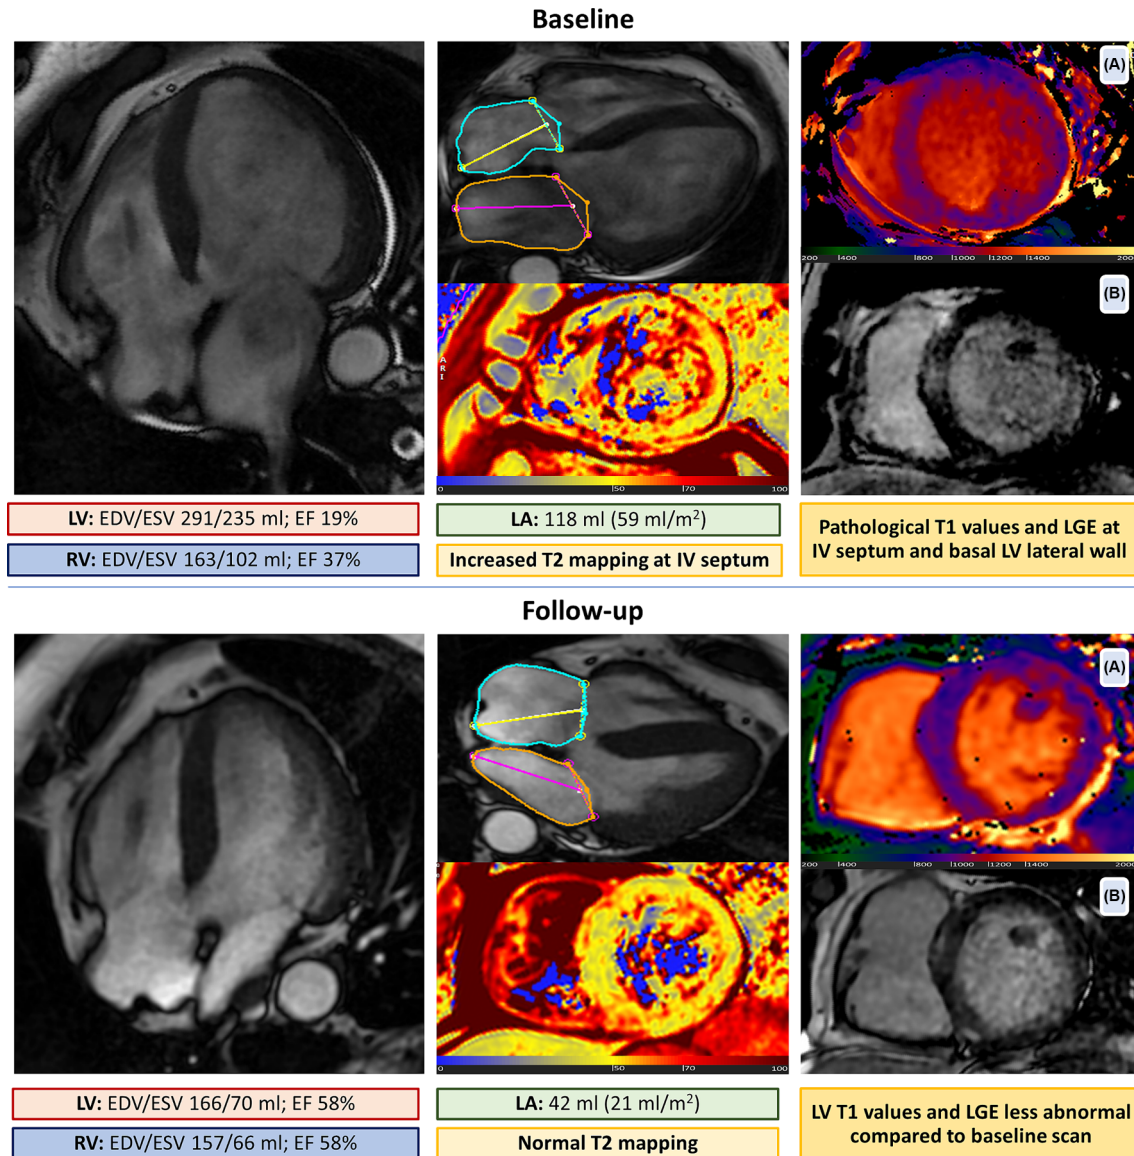 Baseline
(A)
200 |400 |800 |1000 |1400 200
(B)
A
R
I
0 |50 |70 100
LV: EDV/ESV 291/235 ml; EF 19%
RV: EDV/ESV 163/102 ml; EF 37%
LA: 118 ml (59 ml/m²)
Increased T2 mapping at IV septum
Pathological T1 values and LGE at
IV septum and basal LV lateral wall
Follow-up
(A)
200 |400 |800 |1000 |1400 2000
(B)
0 |50 |70 100
LV: EDV/ESV 166/70 ml; EF 58%
RV: EDV/ESV 157/66 ml; EF 58%
LA: 42 ml (21 ml/m²)
Normal T2 mapping
LV T1 values and LGE less abnormal
compared to baseline scan